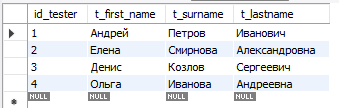 id_tester t_first_name t_surname t_lastname
1 Андрей Петров Иванович
2 Елена Смирнова Александровна
3 Денис Козлов Сергеевич
4 Ольга Иванова Андреевна
NULL NULL NULL NULL